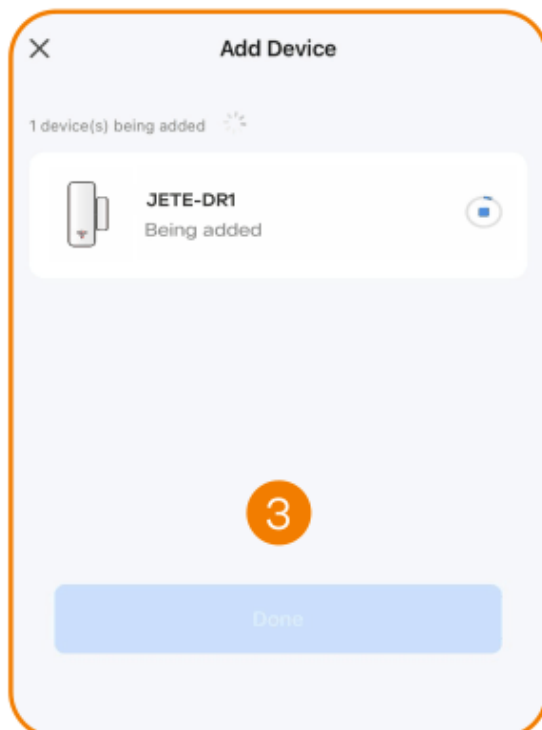 Add Device
1 device(s) being added
JETE-DR1
Being added
3
Done